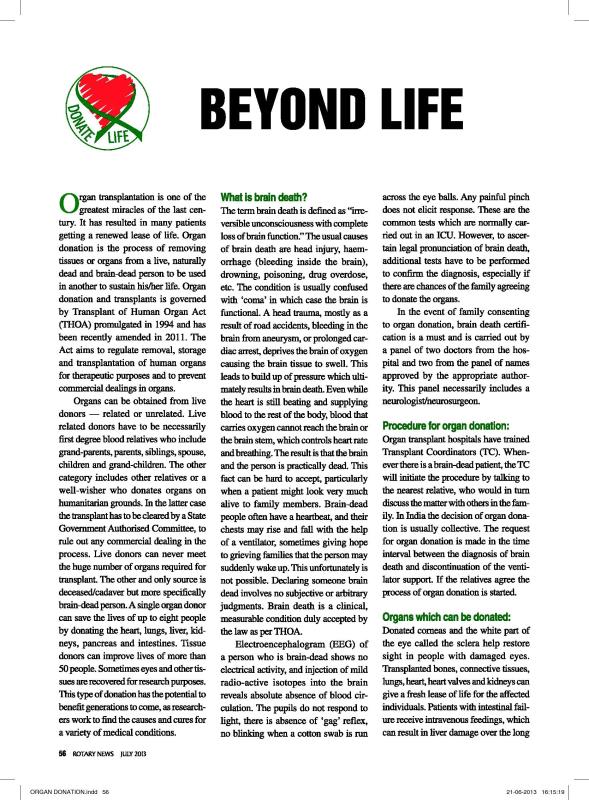 DONATE
LIFE
BEYOND LIFE
Organ transplantation is one of the
greatest miracles of the last cen-
tury. It has resulted in many patients
getting a renewed lease of life. Organ
donation is the process of removing
tissues or organs from a live, naturally
dead and brain-dead person to be used
in another to sustain his/her life. Organ
donation and transplants is governed
by Transplant of Human Organ Act
(THOA) promulgated in 1994 and has
been recently amended in 2011. The
Act aims to regulate removal, storage
and transplantation of human organs
for therapeutic purposes and to prevent
commercial dealings in organs.
Organs can be obtained from live
donors — related or unrelated. Live
related donors have to be necessarily
first degree blood relatives who include
grand-parents, parents, siblings, spouse,
children and grand-children. The other
category includes other relatives or a
well-wisher who donates organs on
humanitarian grounds. In the latter case
the transplant has to be cleared by a State
Government Authorised Committee, to
rule out any commercial dealing in the
process. Live donors can never meet
the huge number of organs required for
transplant. The other and only source is
deceased/cadaver but more specifically
brain-dead person. A single organ donor
can save the lives of up to eight people
by donating the heart, lungs, liver, kid-
neys, pancreas and intestines. Tissue
donors can help improve lives of more than
50 people. Sometimes eyes and other tis-
sues are recovered for research purposes.
This type of donation has the potential to
benefit generations to come, as research-
ers work to find the causes and cures for
a variety of medical conditions.
What is brain death?
The term brain death is defined as “irre-
versible unconsciousness with complete
loss of brain function.” The usual causes
of brain death are head injury, haem-
orrhage (bleeding inside the brain),
drowning, poisoning, drug overdose,
etc. The condition is usually confused
with ‘coma’ in which case the brain is
functional. A head trauma, mostly as a
result of road accidents, bleeding in the
brain from aneurysm, or prolonged car-
diac arrest, deprives the brain of oxygen
causing the brain tissue to swell. This
leads to build up of pressure which ulti-
mately results in brain death. Even while
the heart is still beating and supplying
blood to the rest of the body, blood that
carries oxygen cannot reach the brain or
the brain stem, which controls heart rate
and breathing. The result is that the brain
and the person is practically dead. This
fact can be hard to accept, particularly
when a patient might look very much
alive to family members. Brain-dead
people often have a heartbeat, and their
chests may rise and fall with the help
of a ventilator, sometimes giving hope
to grieving families that the person may
suddenly wake up. This unfortunately is
not possible. Declaring someone brain
dead involves no subjective or arbitrary
judgments. Brain death is a clinical,
measurable condition duly accepted by
the law as per THOA.
Electroencephalogram (EEG) of
a person who is brain-dead shows no
electrical activity, and injection of mild
radio-active isotopes into the brain
reveals absolute absence of blood cir-
culation. The pupils do not respond to
light, there is absence of ‘gag’ reflex,
no blinking when a cotton swab is run
across the eye balls. Any painful pinch
does not elicit response. These are the
common tests which are normally car-
ried out in an ICU. However, to ascer-
tain legal pronunciation of brain death,
additional tests have to be performed
to confirm the diagnosis, especially if
there are chances of the family agreeing
to donate the organs.
In the event of family consenting
to organ donation, brain death certifi-
cation is a must and is carried out by
a panel of two doctors from the hos-
pital and two from the panel of names
approved by the appropriate author-
ity. This panel necessarily includes a
neurologist/neurosurgeon.
Procedure for organ donation:
Organ transplant hospitals have trained
Transplant Coordinators (TC). When-
ever there is a brain-dead patient, the TC
will initiate the procedure by talking to
the nearest relative, who would in turn
discuss the matter with others in the fam-
ily. In India the decision of organ dona-
tion is usually collective. The request
for organ donation is made in the time
interval between the diagnosis of brain
death and discontinuation of the venti-
lator support. If the relatives agree the
process of organ donation is started.
Organs which can be donated:
Donated corneas and the white part of
the eye called the sclera help restore
sight in people with damaged eyes.
Transplanted bones, connective tissues,
lungs, heart, heart valves and kidneys can
give a fresh lease of life for the affected
individuals. Patients with intestinal fail-
ure receive intravenous feedings, which
can result in liver damage over the long
56 ROTARY NEWS JULY 2013
ORGAN DONATION.indd 56
21-06-2013 16:15:19